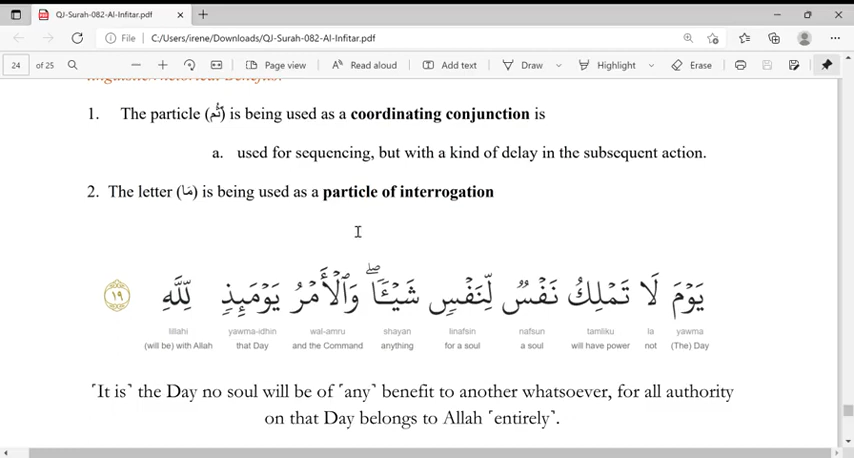 QJ-Surah-082-Al-Infitar.pdf
File C:/Users/irene/Downloads/QJ-Surah-082-Al-Infitar.pdf
24 of 25 Page view Read aloud Add text Draw Highlight Erase
1. The particle (ثُم) is being used as a coordinating conjunction is
a. used for sequencing, but with a kind of delay in the subsequent action.
2. The letter (مَا) is being used as a particle of interrogation
يَوْمَ لَا تَمْلِكُ نَفْسٌ لِّنَفْسٍ شَيْـًٔا ۖ وَٱلْأَمْرُ يَوْمَئِذٍ لِّلَّهِ ١٩
lillahi yawma-idhin wal-amru shayan linafsin nafsun tamliku la yawma
(will be) with Allah that Day and the Command anything for a soul a soul will have power not (The) Day
⸢It is⸣ the Day no soul will be of ⸢any⸣ benefit to another whatsoever, for all authority
on that Day belongs to Allah ⸢entirely⸣.